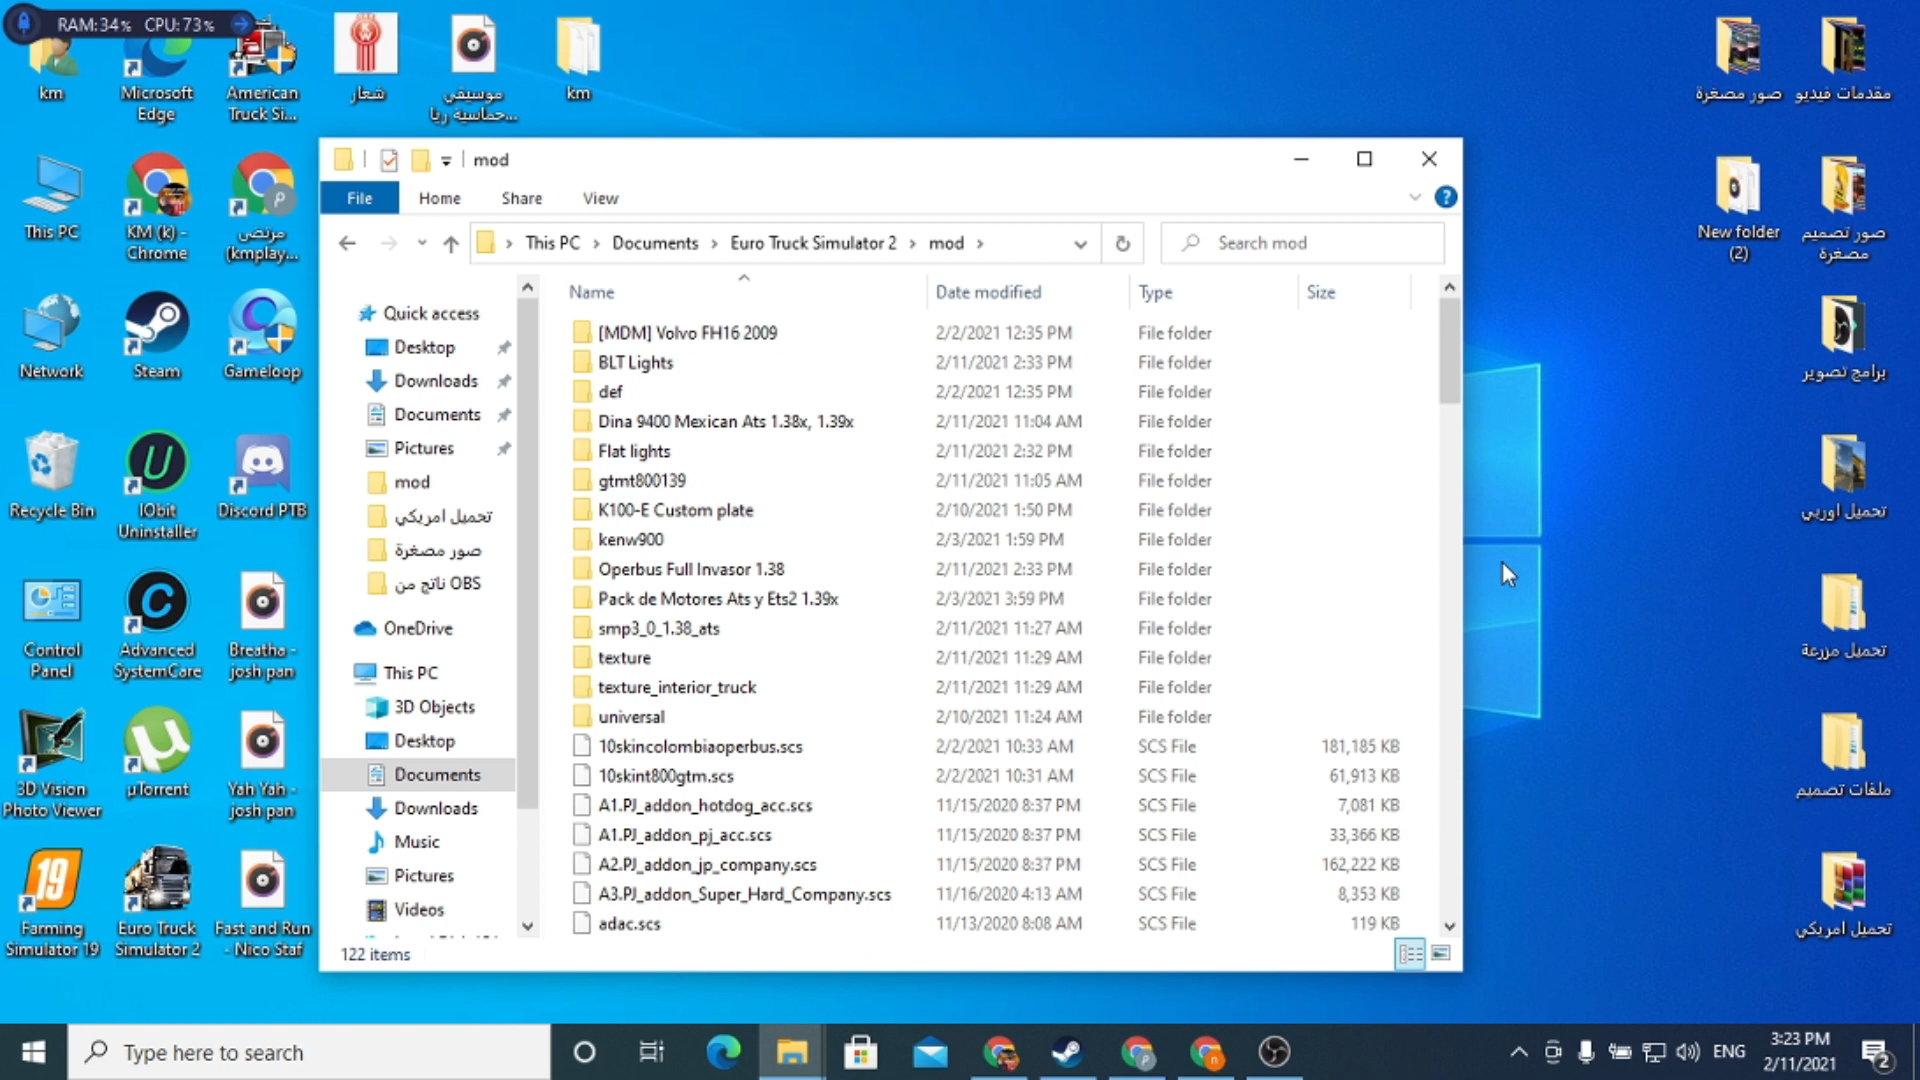 RAM:34% CPU:73%
km
Microsoft
Edge
American
Truck Si...
شعار
موسيقي
حماسيه ريا...
km
صور مصغرة
مقدمات فيديو
This PC
KM (k) -
Chrome
مرتضى
(kmplay...
New folder
(2)
صور تصميم
مصغرة
Network
Steam
Gameloop
برامج تصوير
Recycle Bin
IObit
Uninstaller
Discord PTB
تحميل اوربي
Control
Panel
Advanced
SystemCare
Breatha -
josh pan
تحميل مزرعة
3D Vision
Photo Viewer
µTorrent
Yah Yah -
josh pan
ملفات تصميم
Farming
Simulator 19
Euro Truck
Simulator 2
Fast and Run
- Nico Staf
تحميل امريكي
mod
File Home Share View
This PC > Documents > Euro Truck Simulator 2 > mod >
Search mod
Quick access
Desktop
Downloads
Documents
Pictures
mod
تحميل امريكي
صور مصغرة
ناتج من OBS
OneDrive
This PC
3D Objects
Desktop
Documents
Downloads
Music
Pictures
Videos
Name Date modified Type Size
[MDM] Volvo FH16 2009 2/2/2021 12:35 PM File folder
BLT Lights 2/11/2021 2:33 PM File folder
def 2/2/2021 12:35 PM File folder
Dina 9400 Mexican Ats 1.38x, 1.39x 2/11/2021 11:04 AM File folder
Flat lights 2/11/2021 2:32 PM File folder
gtmt800139 2/11/2021 11:05 AM File folder
K100-E Custom plate 2/10/2021 1:50 PM File folder
kenw900 2/3/2021 1:59 PM File folder
Operbus Full Invasor 1.38 2/11/2021 2:33 PM File folder
Pack de Motores Ats y Ets2 1.39x 2/3/2021 3:59 PM File folder
smp3_0_1.38_ats 2/11/2021 11:27 AM File folder
texture 2/11/2021 11:29 AM File folder
texture_interior_truck 2/11/2021 11:29 AM File folder
universal 2/10/2021 11:24 AM File folder
10skincolombiaoperbus.scs 2/2/2021 10:33 AM SCS File 181,185 KB
10skint800gtm.scs 2/2/2021 10:31 AM SCS File 61,913 KB
A1.PJ_addon_hotdog_acc.scs 11/15/2020 8:37 PM SCS File 7,081 KB
A1.PJ_addon_pj_acc.scs 11/15/2020 8:37 PM SCS File 33,366 KB
A2.PJ_addon_jp_company.scs 11/15/2020 8:37 PM SCS File 162,222 KB
A3.PJ_addon_Super_Hard_Company.scs 11/16/2020 4:13 AM SCS File 8,353 KB
adac.scs 11/13/2020 8:08 AM SCS File 119 KB
122 items
Type here to search
ENG
3:23 PM
2/11/2021
2